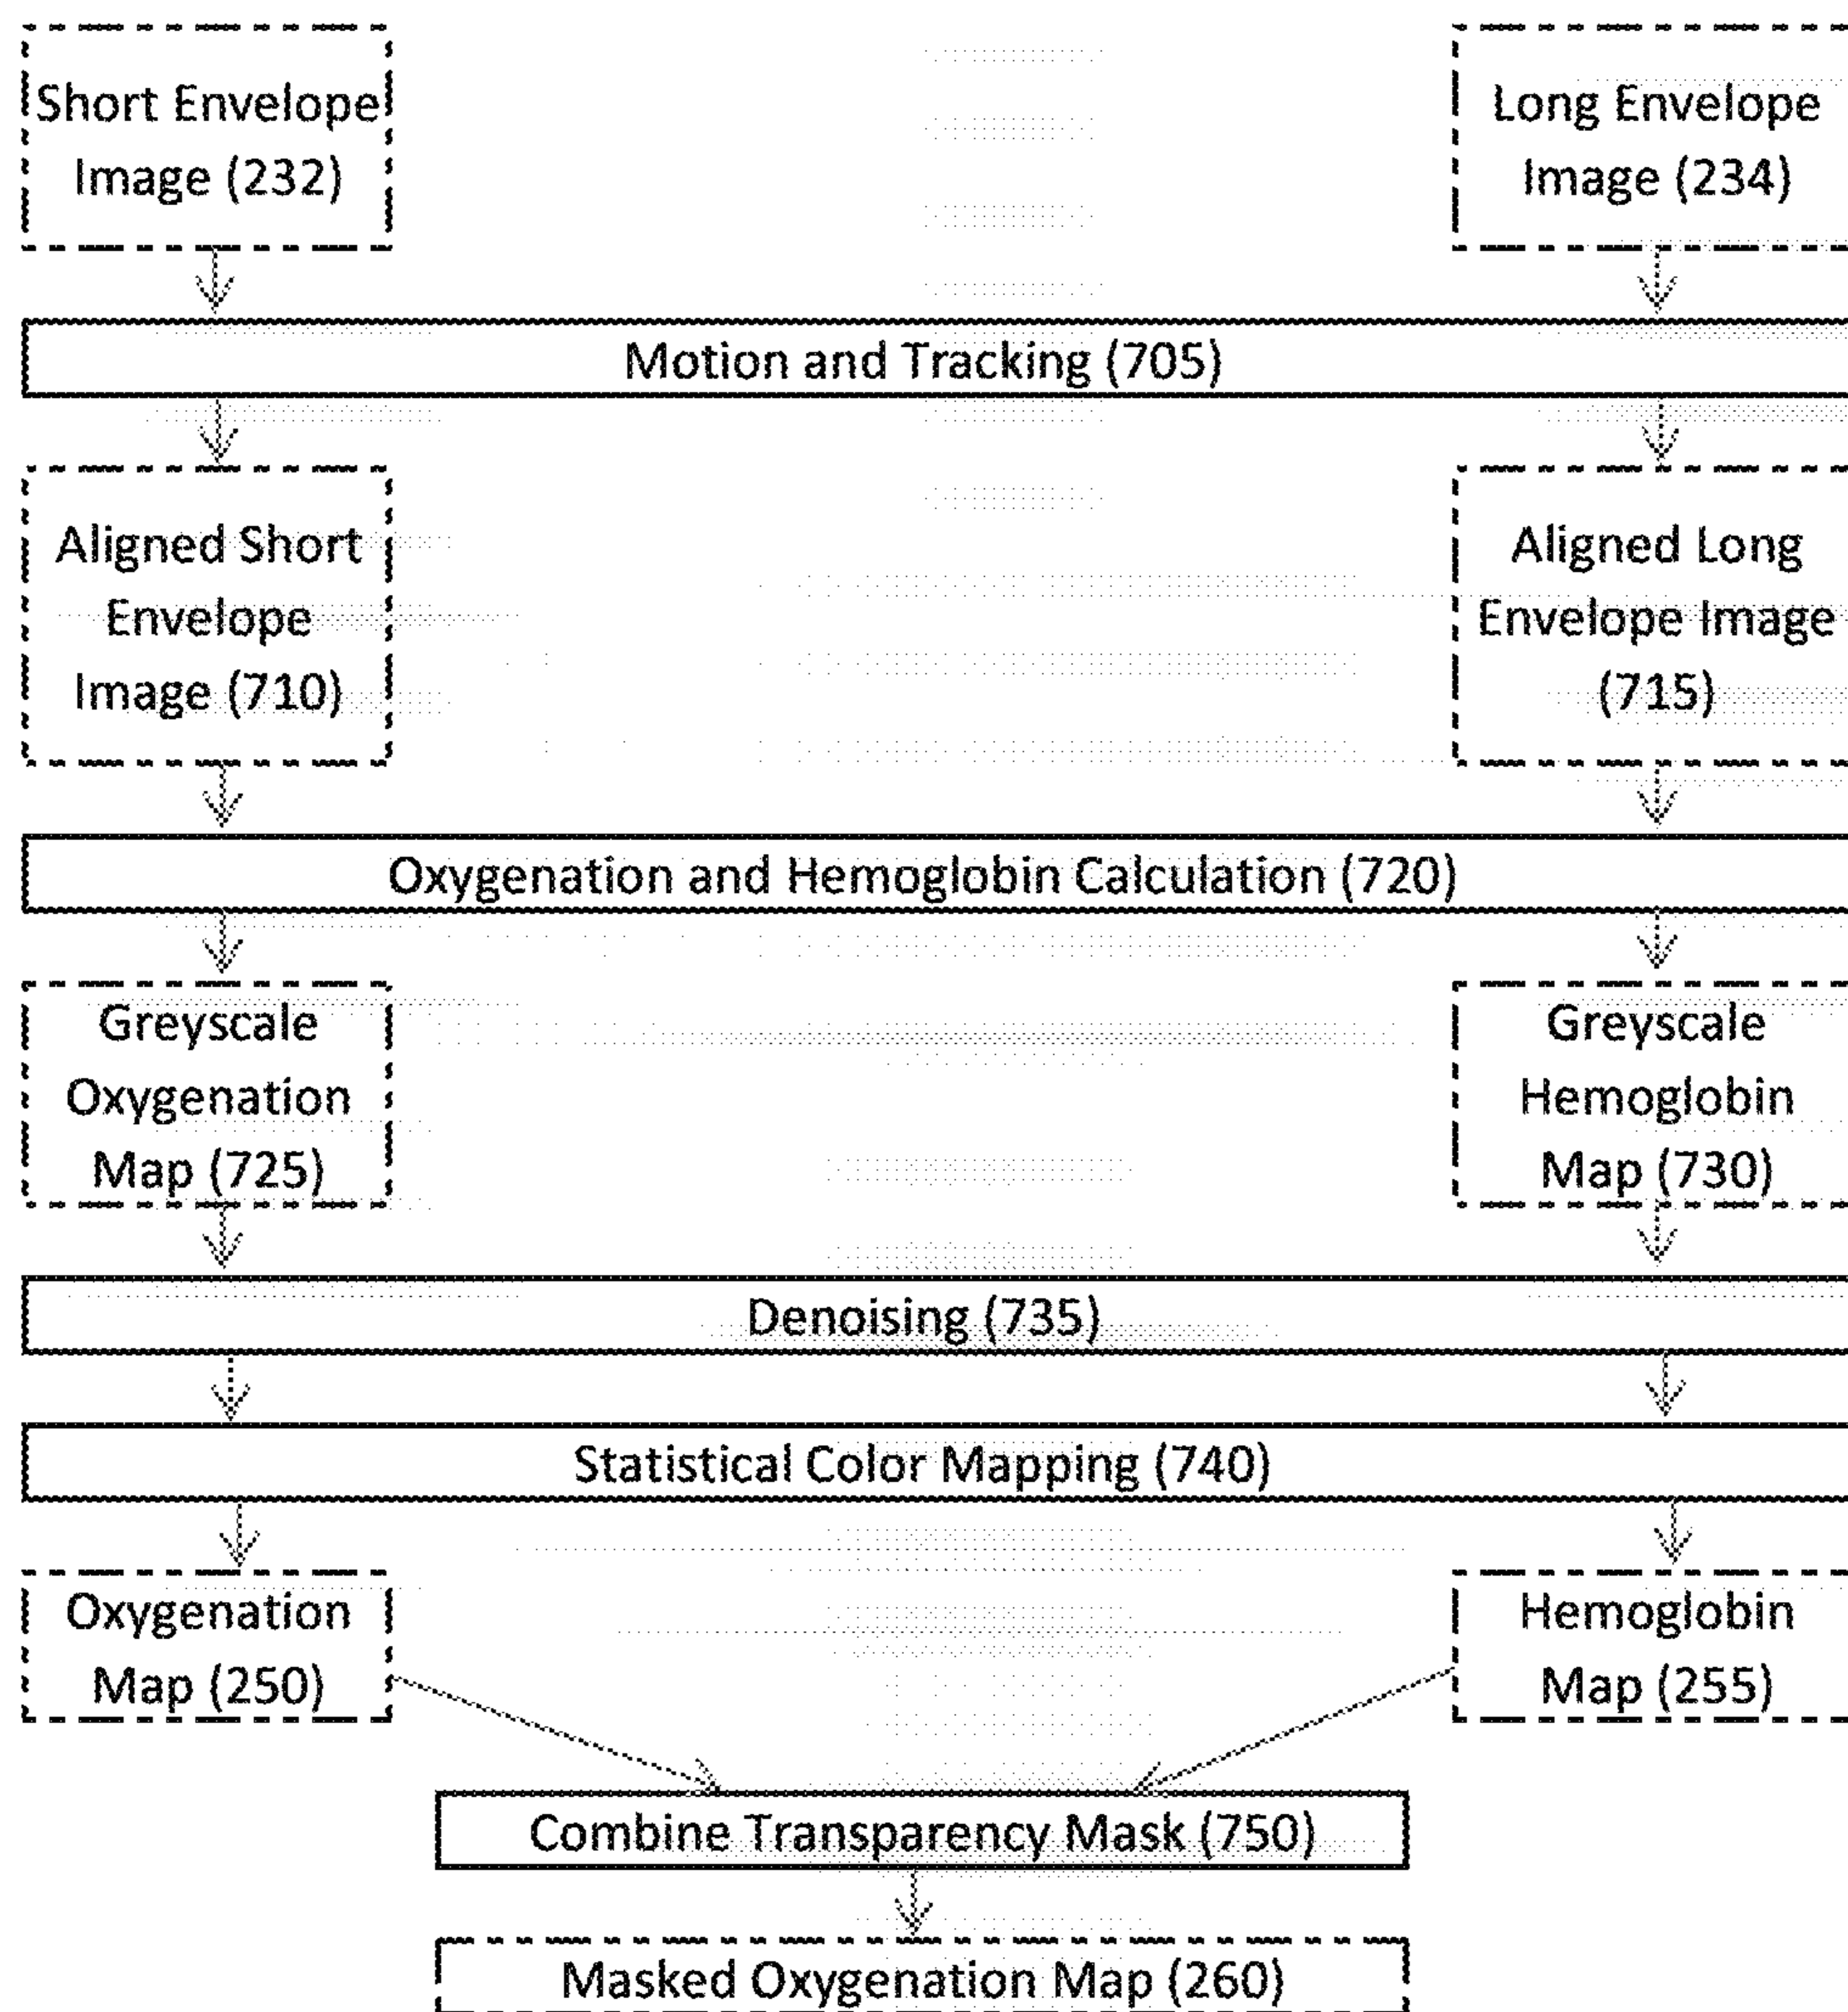 Short Envelope
Image (232)
Long Envelope
Image (234)
Motion and Tracking (705)
Aligned Short
Envelope
Image (710)
Aligned Long
Envelope Image
(715)
Oxygenation and Hemoglobin Calculation (720)
Greyscale
Oxygenation
Map (725)
Greyscale
Hemoglobin
Map (730)
Denoising (735)
Statistical Color Mapping (740)
Oxygenation
Map (250)
Hemoglobin
Map (255)
Combine Transparency Mask (750)
Masked Oxygenation Map (260)